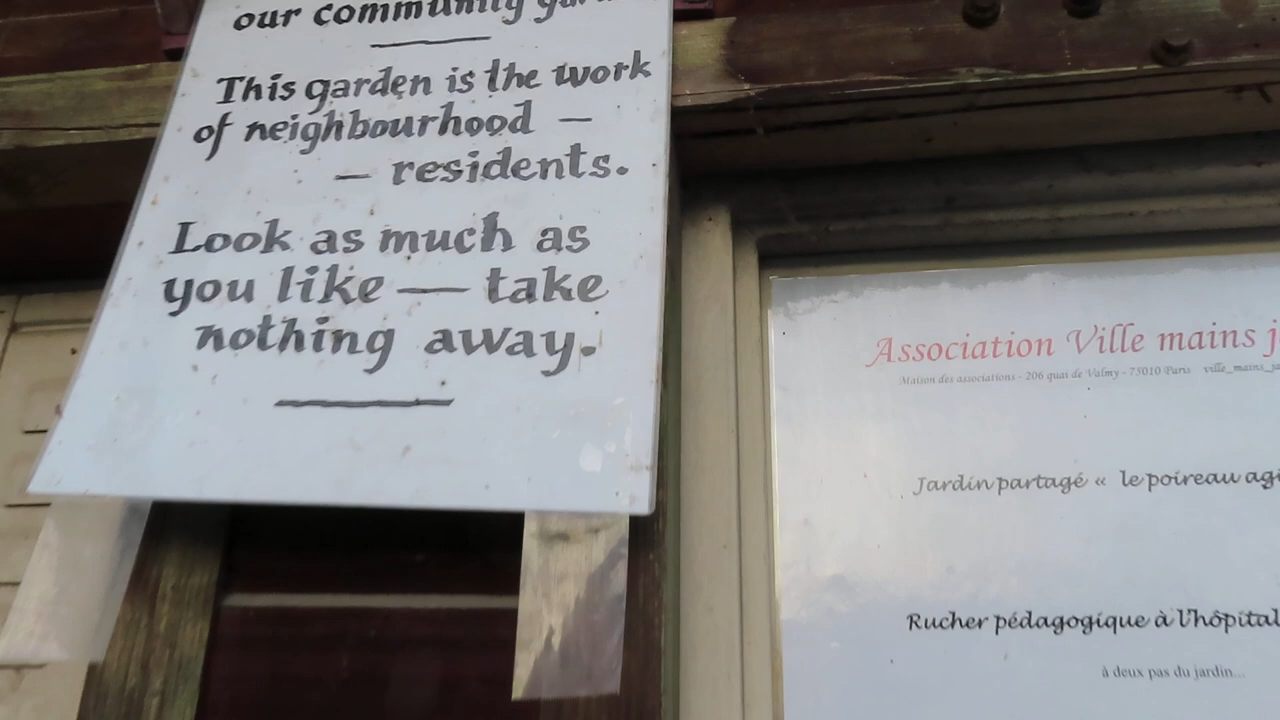 our community
This garden is the work
of neighbourhood —
— residents.
Look as much as
you like — take
nothing away.
Association Ville mains
Maison des associations - 206 quai de Valmy - 75010 Paris
Jardin partagé « le poireau
Rucher pédagogique à l'hôpital
à deux pas du jardin...